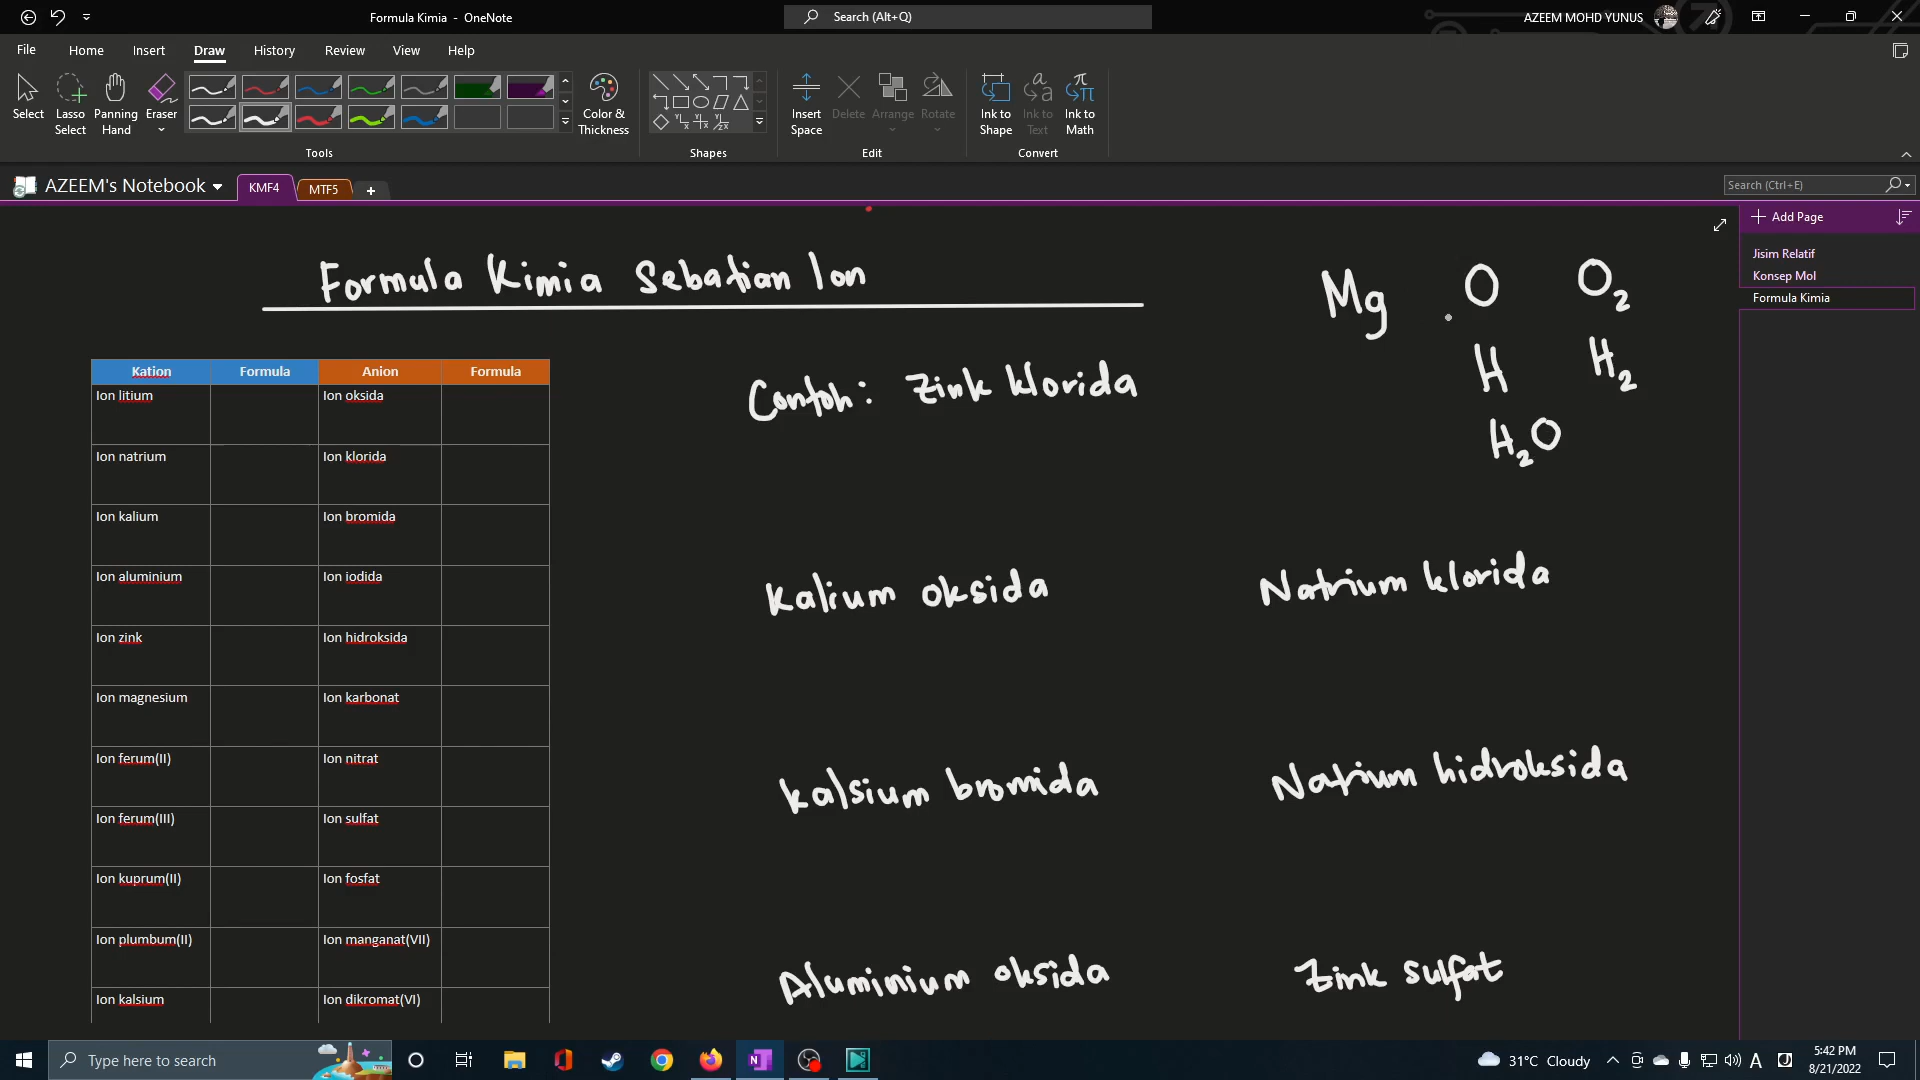 Formula Kimia - OneNote
Search (Alt+Q)
AZEEM MOHD YUNUS
File
Home
Insert
Draw
History
Review
View
Help
Select
Lasso Select
Panning Hand
Eraser
Color & Thickness
Insert Space
Delete
Arrange
Rotate
Ink to Shape
Ink to Text
Ink to Math
Tools
Shapes
Edit
Convert
AZEEM's Notebook
KMF4
MTF5
Search (Ctrl+E)
Add Page
Jisim Relatif
Konsep Mol
Formula Kimia
Formula Kimia Sebatian Ion
Mg O O₂
H H₂
H₂O
Contoh: Zink klorida
Kation Formula Anion Formula
Ion litium Ion oksida
Ion natrium Ion klorida
Ion kalium Ion bromida
Ion aluminium Ion iodida
Ion zink Ion hidroksida
Ion magnesium Ion karbonat
Ion ferum(II) Ion nitrat
Ion ferum(III) Ion sulfat
Ion kuprum(II) Ion fosfat
Ion plumbum(II) Ion manganat(VII)
Ion kalsium Ion dikromat(VI)
Kalium oksida Natrium klorida
Kalsium bromida Natrium hidroksida
Aluminium oksida Zink sulfat
Type here to search
31°C Cloudy
5:42 PM
8/21/2022